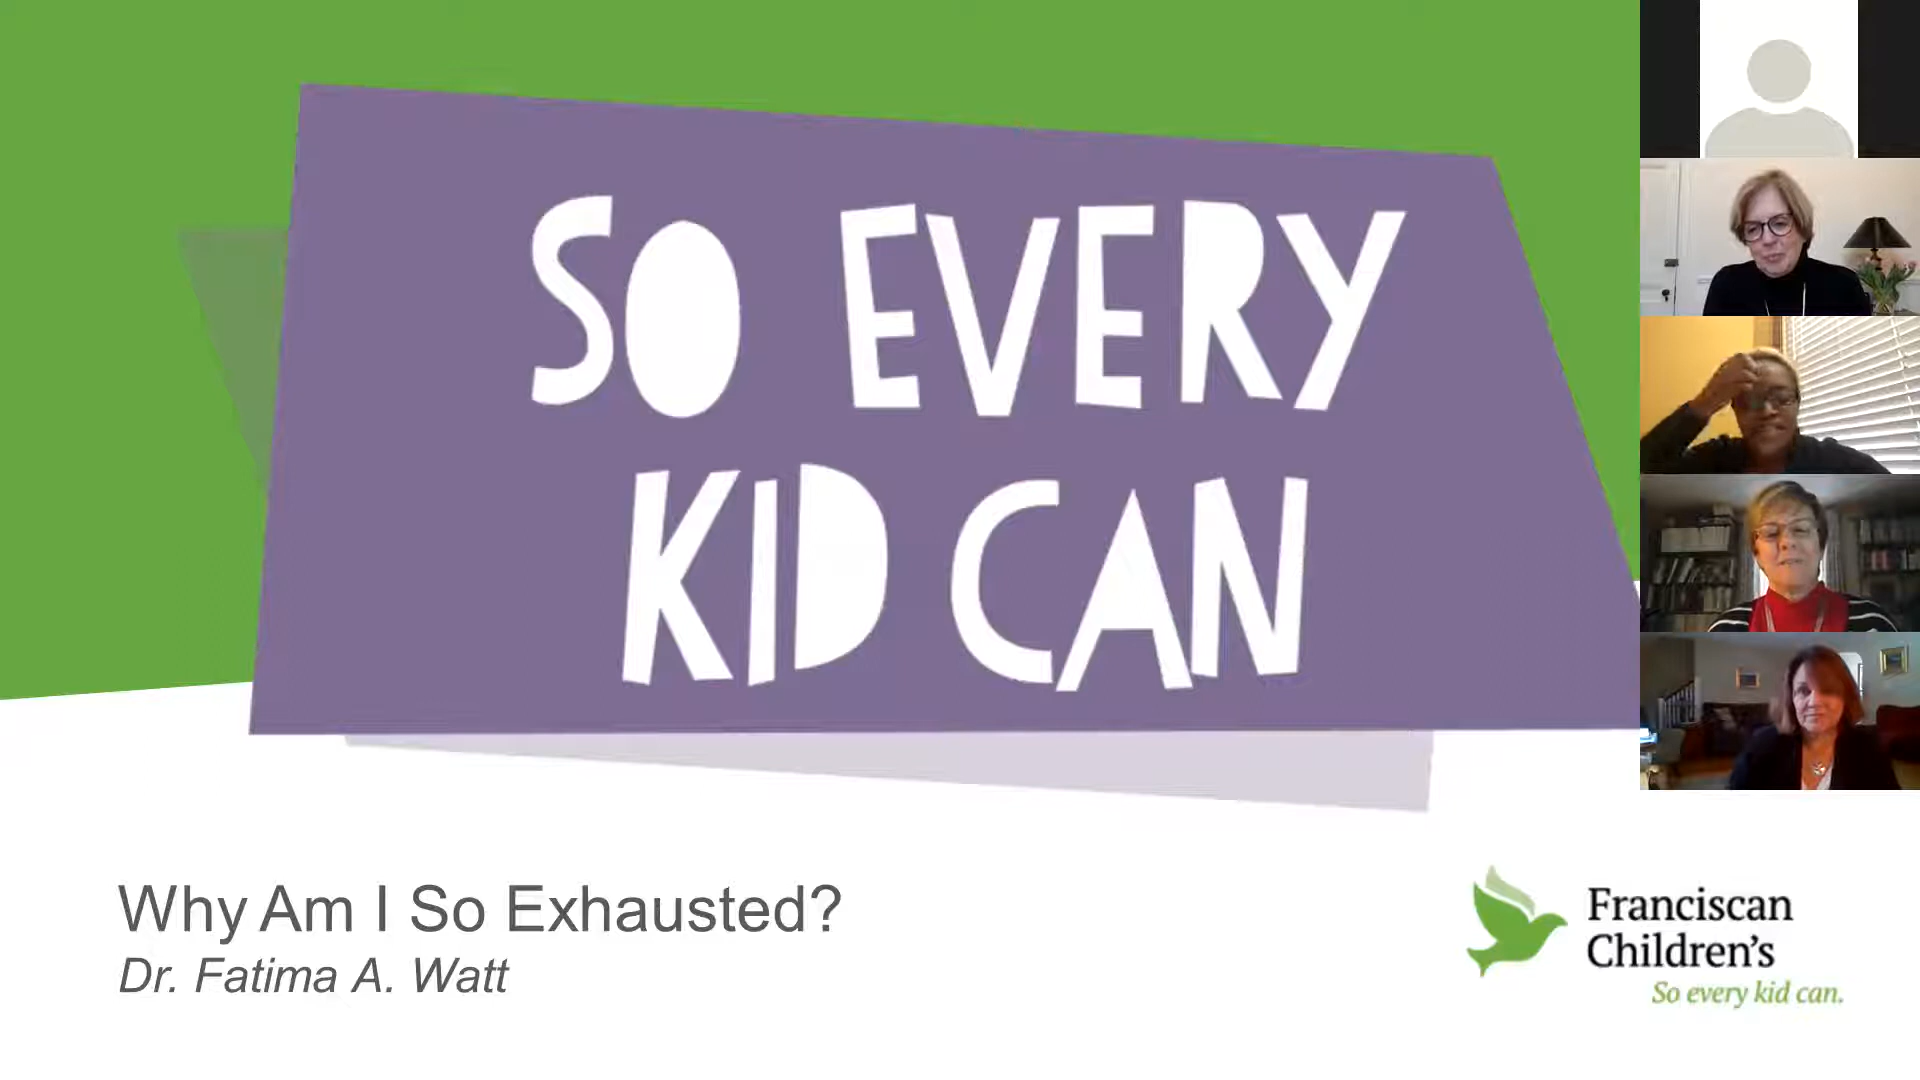 SO EVERY
KID CAN
Why Am I So Exhausted?
Dr. Fatima A. Watt
Franciscan
Children's
So every kid can.